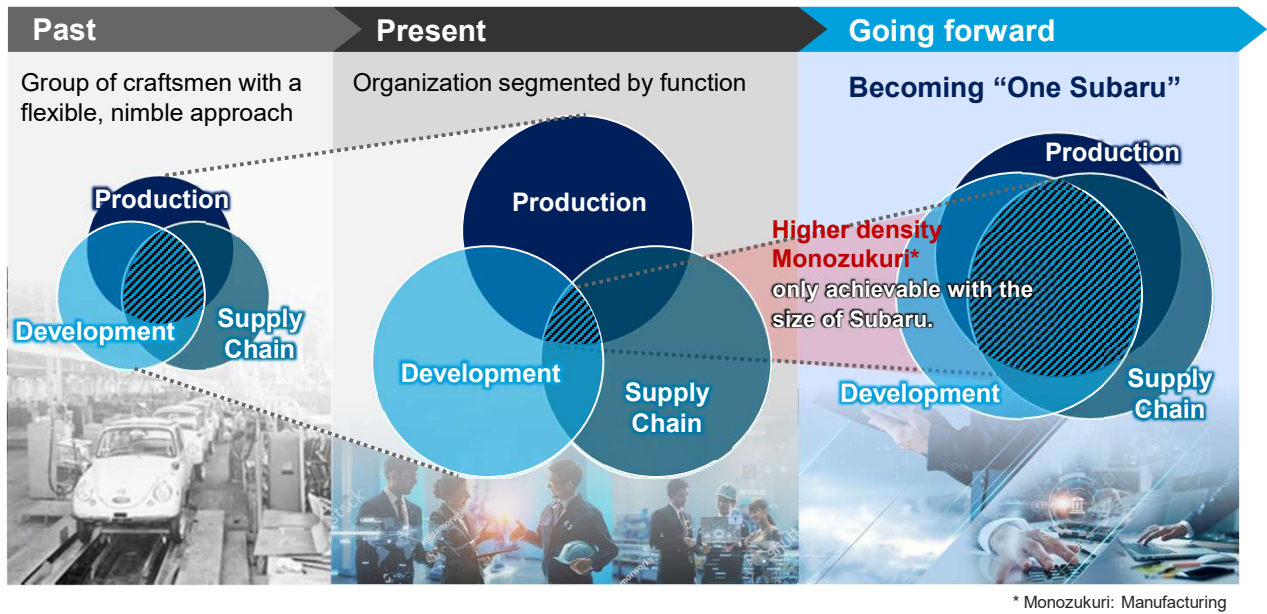 Past
Present
Going forward
Group of craftsmen with a
flexible, nimble approach
Organization segmented by function
Becoming “One Subaru”
Production
Development
Supply
Chain
Production
Development
Supply
Chain
Higher density
Monozukuri*
only achievable with the
size of Subaru.
Production
Development
Supply
Chain
* Monozukuri: Manufacturing